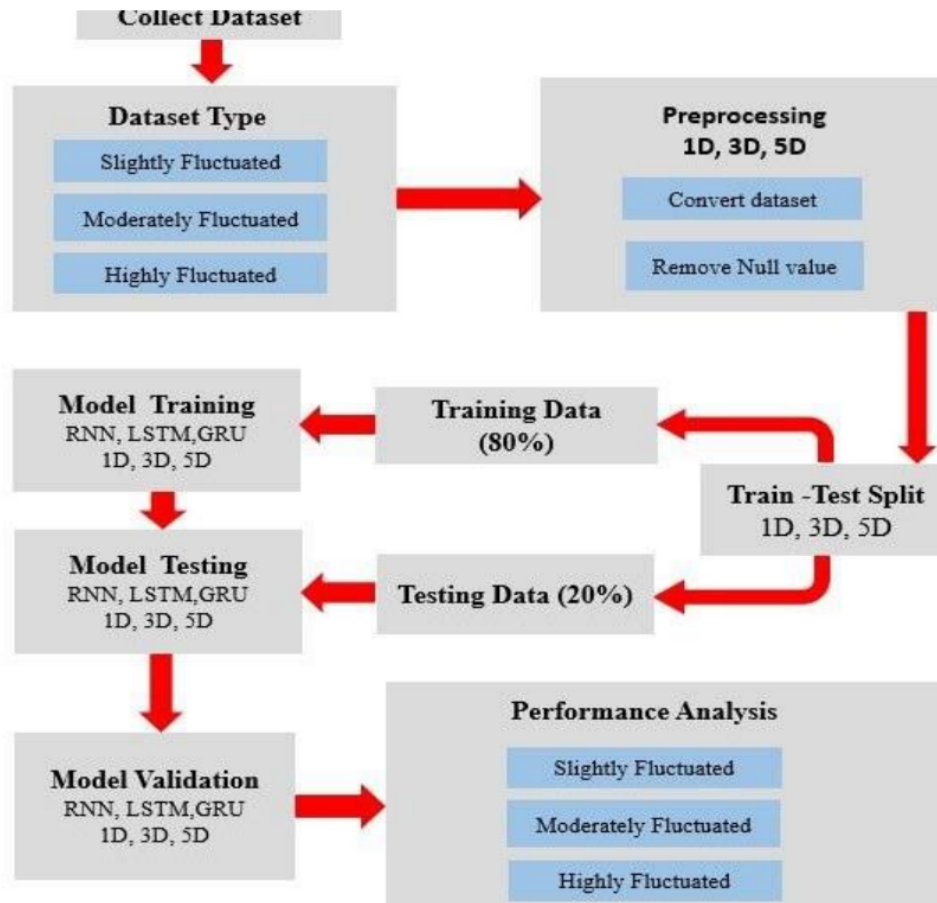 Collect Dataset
Dataset Type
Slightly Fluctuated
Moderately Fluctuated
Highly Fluctuated
Preprocessing
1D, 3D, 5D
Convert dataset
Remove Null value
Model  Training
RNN, LSTM,GRU
1D, 3D, 5D
Training Data
(80%)
Train -Test Split
1D, 3D, 5D
Model  Testing
RNN, LSTM,GRU
1D, 3D, 5D
Testing Data (20%)
Model Validation
RNN, LSTM,GRU
1D, 3D, 5D
Performance Analysis
Slightly Fluctuated
Moderately Fluctuated
Highly Fluctuated